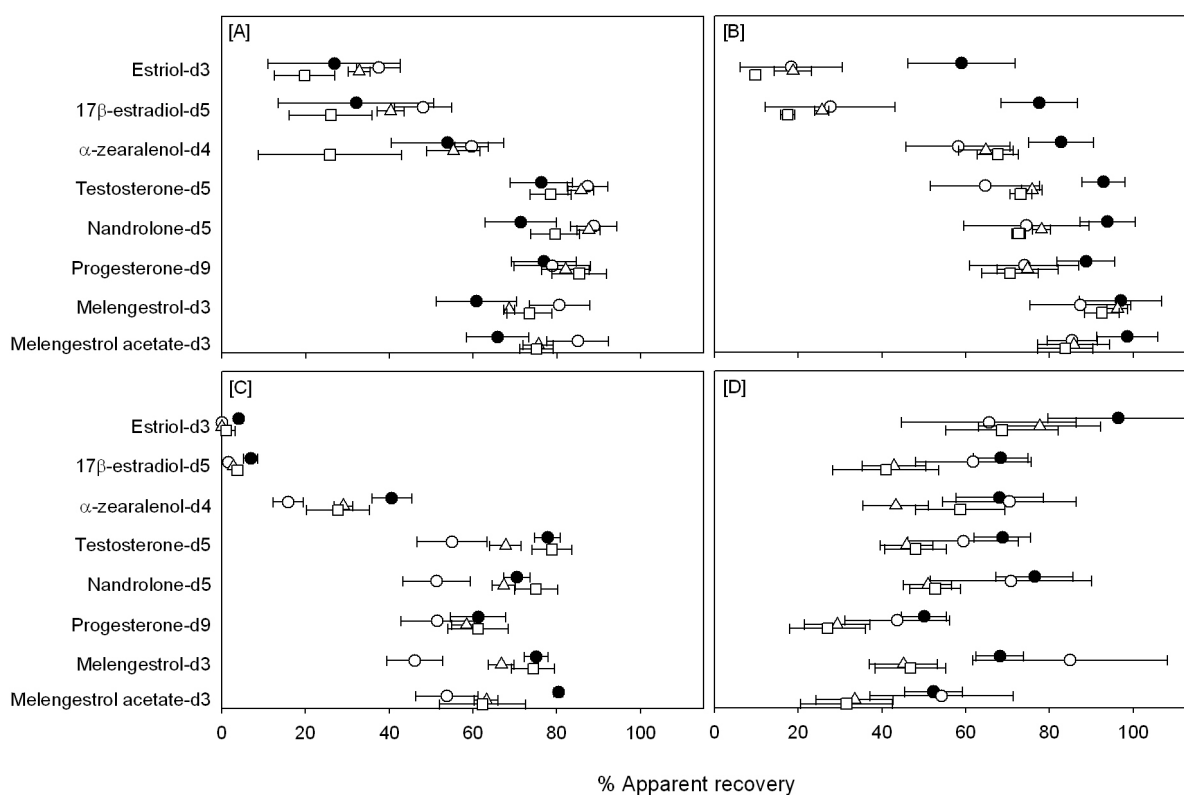 [A]
[B]
Estriol-d3
17β-estradiol-d5
α-zearalenol-d4
Testosterone-d5
Nandrolone-d5
Progesterone-d9
Melengestrol-d3
Melengestrol acetate-d3
[C]
[D]
Estriol-d3
17β-estradiol-d5
α-zearalenol-d4
Testosterone-d5
Nandrolone-d5
Progesterone-d9
Melengestrol-d3
Melengestrol acetate-d3
0 20 40 60 80 100 20 40 60 80 100
% Apparent recovery